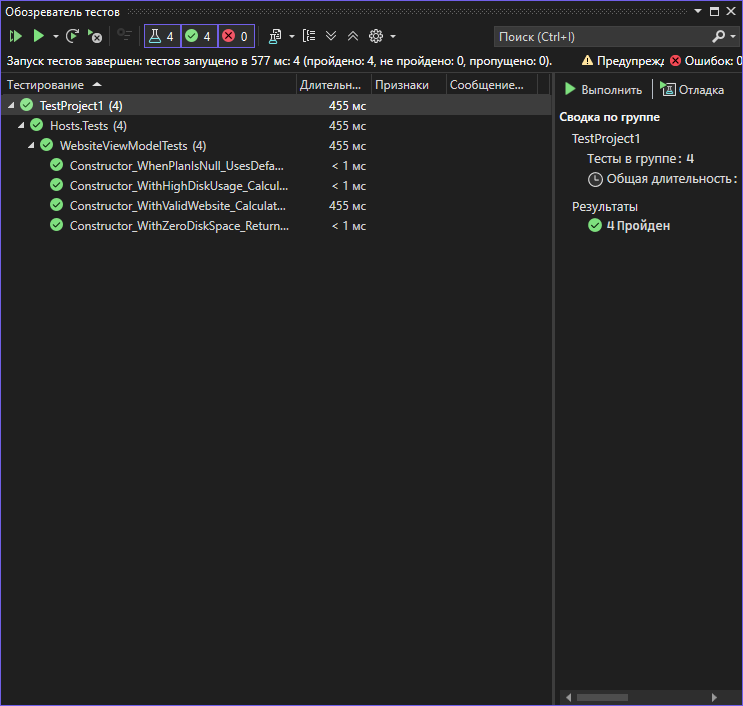 Обозреватель тестов
4 4 0
Поиск (Ctrl+I)
Запуск тестов завершен: тестов запущено в 577 мс: 4 (пройдено: 4, не пройдено: 0, пропущено: 0).
Предупрежд
Ошибок: 0
Тестирование Длительн... Признаки Сообщение...
TestProject1 (4) 455 мс
Hosts.Tests (4) 455 мс
WebsiteViewModelTests (4) 455 мс
Constructor_WhenPlanIsNull_UsesDefa... < 1 мс
Constructor_WithHighDiskUsage_Calcul... < 1 мс
Constructor_WithValidWebsite_Calculat... 455 мс
Constructor_WithZeroDiskSpace_Return... < 1 мс
Выполнить Отладка
Сводка по группе
TestProject1
Тесты в группе: 4
Общая длительность:
Результаты
4 Пройден